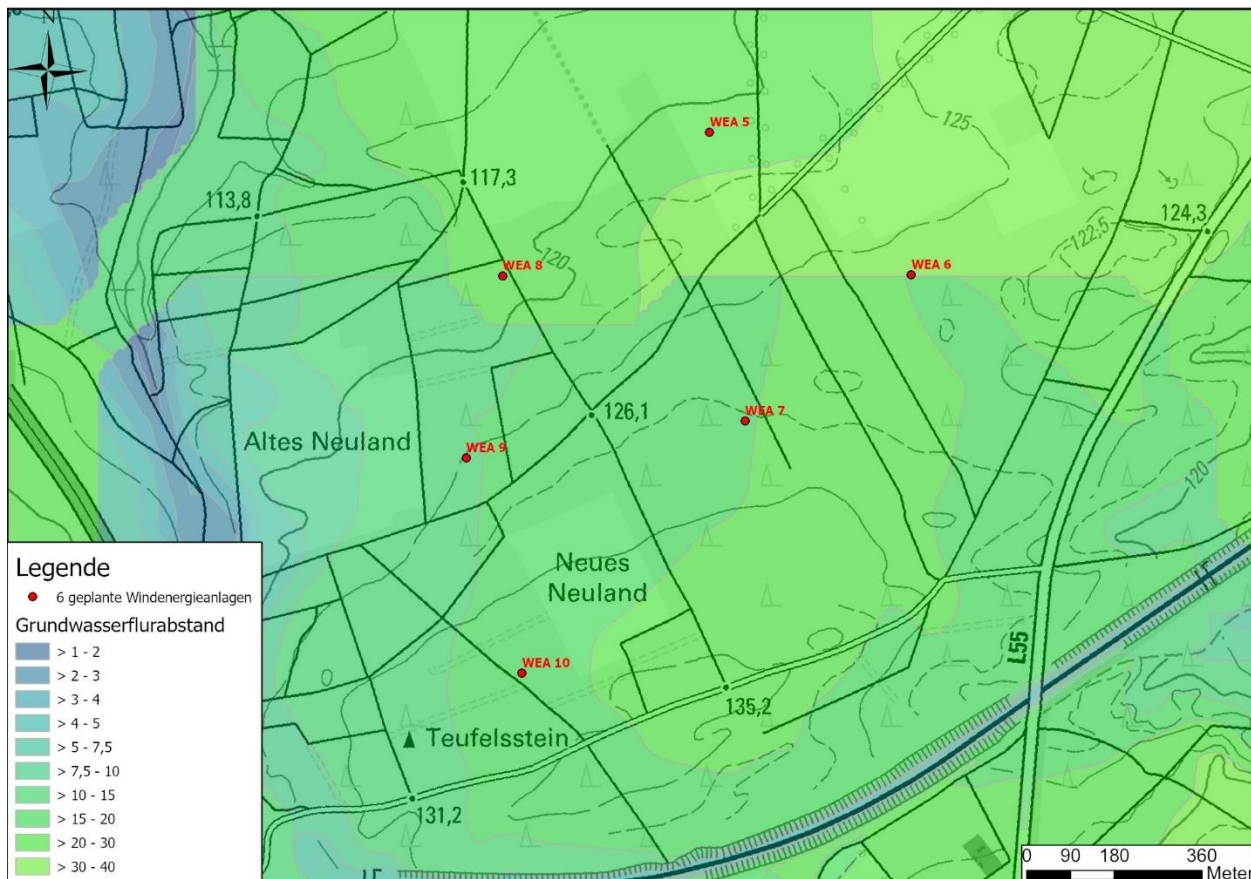 N
WEA 5
125
117,3
113,8
124,3
122,5
WEA 8
120
WEA 6
126,1
WEA 7
Altes Neuland
WEA 9
120
Neues
Neuland
L55
WEA 10
135,2
Teufelsstein
131,2
Legende
6 geplante Windenergieanlagen
Grundwasserflurabstand
> 1 - 2
> 2 - 3
> 3 - 4
> 4 - 5
> 5 - 7,5
> 7,5 - 10
> 10 - 15
> 15 - 20
> 20 - 30
> 30 - 40
0 90 180 360
Meter